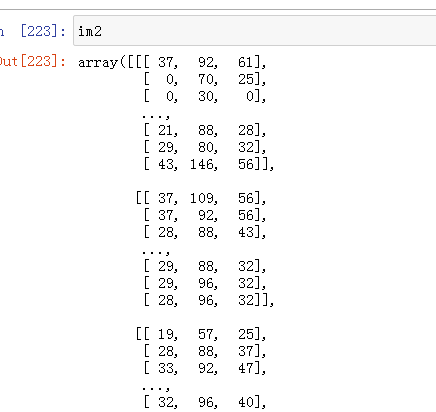 n [223]: im2
Out[223]: array([[[ 37,  92,  61],
[  0,  70,  25],
[  0,  30,   0],
...,
[ 21,  88,  28],
[ 29,  80,  32],
[ 43, 146,  56]],
[[ 37, 109,  56],
[ 37,  92,  56],
[ 28,  88,  43],
...,
[ 29,  88,  32],
[ 29,  96,  32],
[ 28,  96,  32]],
[[ 19,  57,  25],
[ 28,  88,  37],
[ 33,  92,  47],
...,
[ 32,  96,  40],